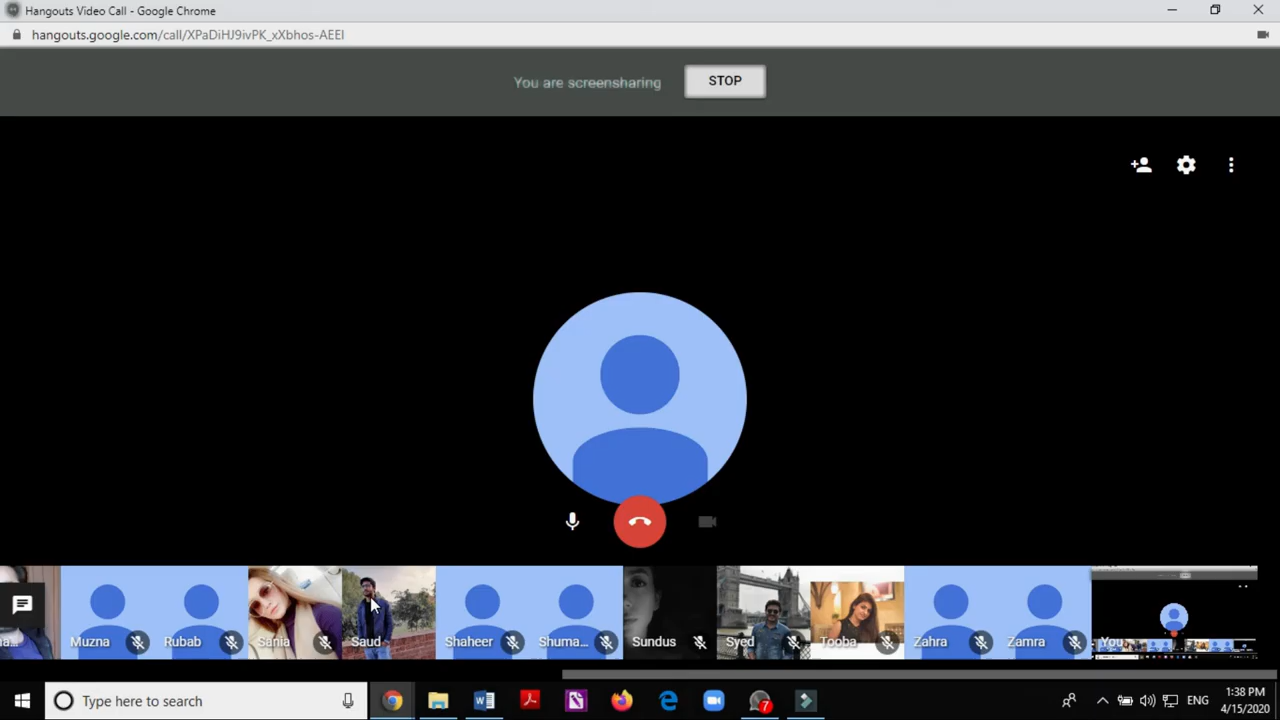 Hangouts Video Call - Google Chrome
hangouts.google.com/call/XPaDiHJ9ivPK_xXbhos-AEEI
You are screensharing
STOP
Muzna
Rubab
Sania
Saud
Shaheer
Shuma...
Sundus
Syed
Tooba
Zahra
Zamra
You
Type here to search
7
ENG
1:38 PM
4/15/2020